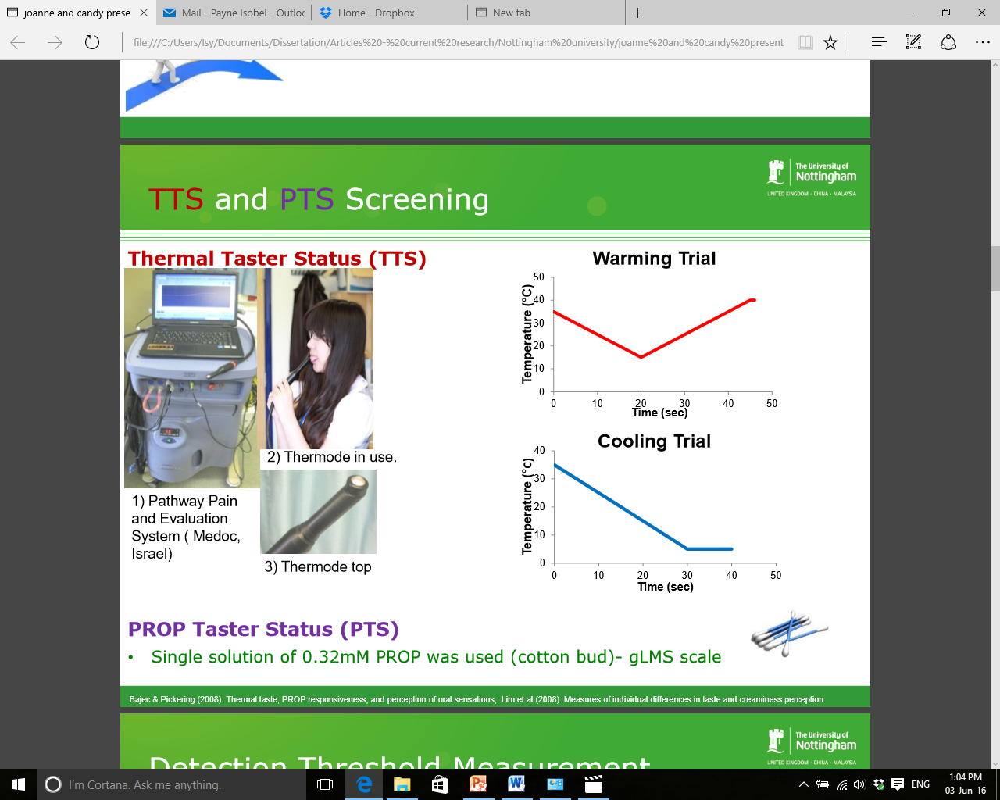 joanne and candy prese
Mail - Payne Isobel - Outloo
Home - Dropbox
New tab
file:///C:/Users/Isy/Documents/Dissertation/Articles%20-%20current%20research/Nottingham%20university/joanne%20and%20candy%20present
TTS and PTS Screening
The University of
Nottingham
UNITED KINGDOM · CHINA · MALAYSIA
Thermal Taster Status (TTS)
1) Pathway Pain
and Evaluation
System ( Medoc,
Israel)
2) Thermode in use.
3) Thermode top
Warming Trial
Temperature (°C)
50
40
30
20
10
0
0 10 20 30 40 50
Time (sec)
Cooling Trial
Temperature (°C)
40
30
20
10
0
0 10 20 30 40 50
Time (sec)
PROP Taster Status (PTS)
• Single solution of 0.32mM PROP was used (cotton bud)- gLMS scale
Bajec & Pickering (2008). Thermal taste, PROP responsiveness, and perception of oral sensations; Lim et al (2008). Measures of individual differences in taste and creaminess perception
The University of
Nottingham
UNITED KINGDOM · CHINA · MALAYSIA
Detection Threshold Measurement
I'm Cortana. Ask me anything.
ENG
1:04 PM
03-Jun-16